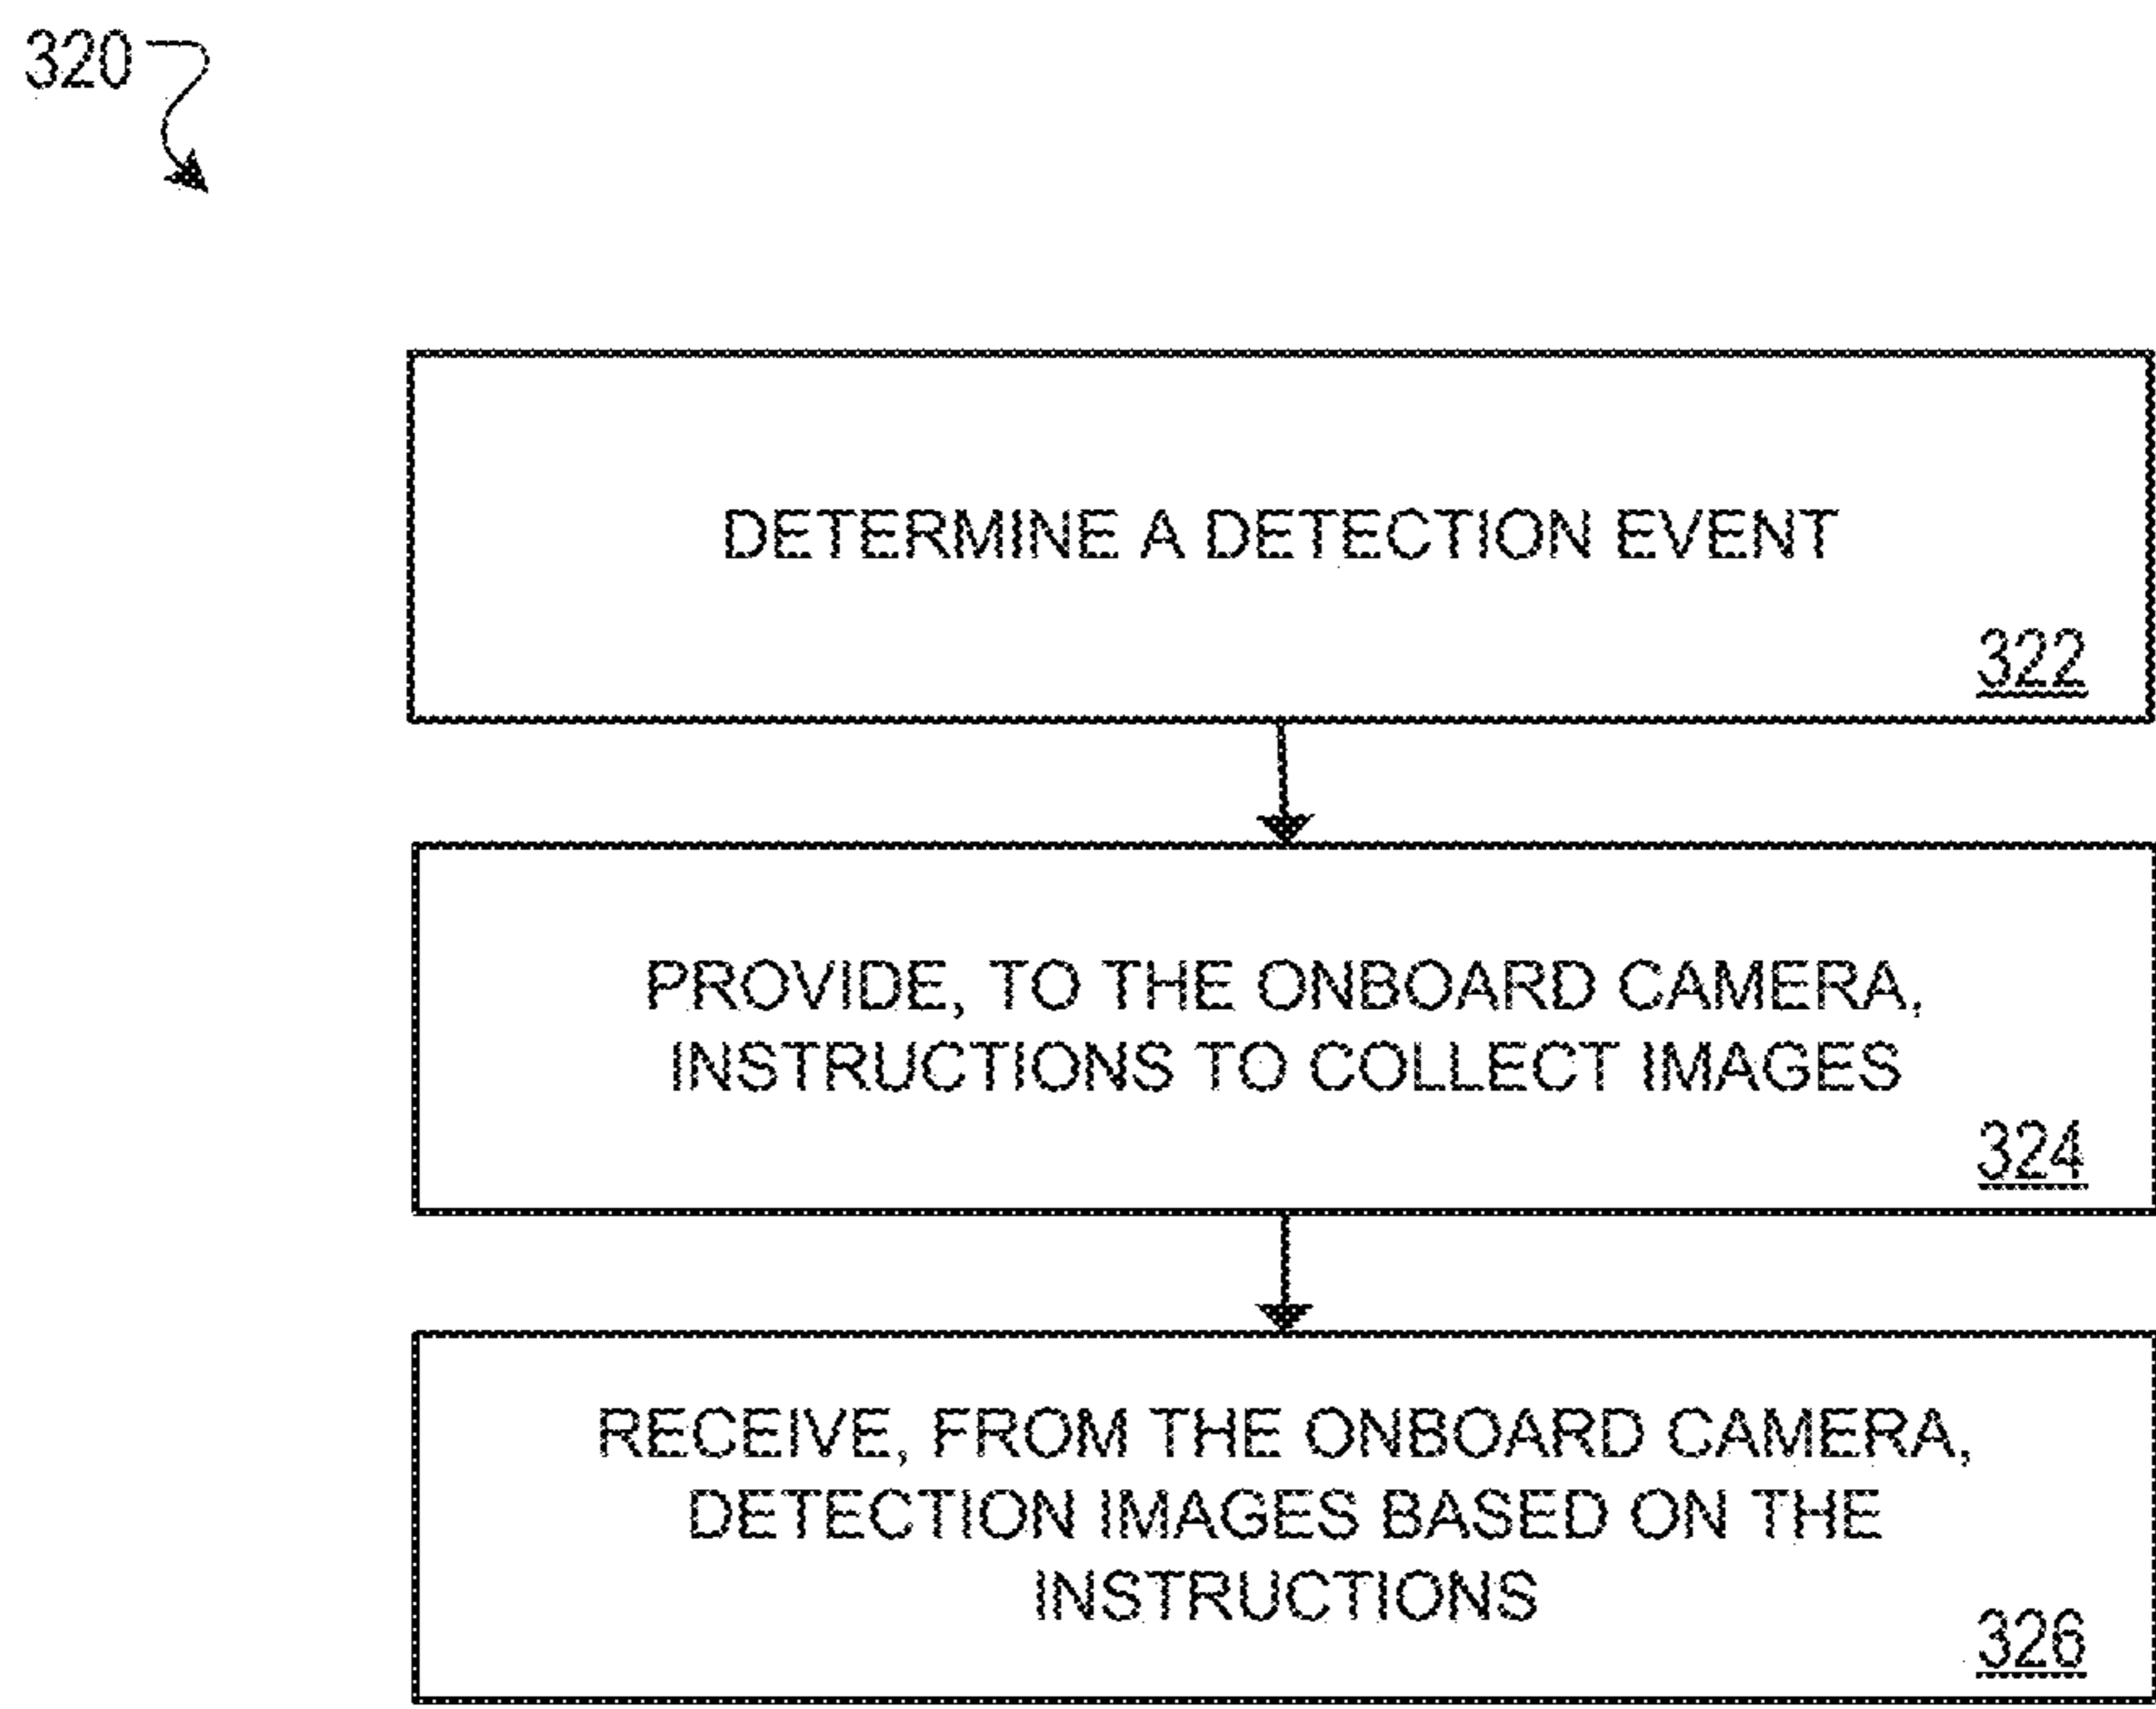 320
DETERMINE A DETECTION EVENT
322
PROVIDE, TO THE ONBOARD CAMERA,
INSTRUCTIONS TO COLLECT IMAGES
324
RECEIVE, FROM THE ONBOARD CAMERA,
DETECTION IMAGES BASED ON THE
INSTRUCTIONS
326